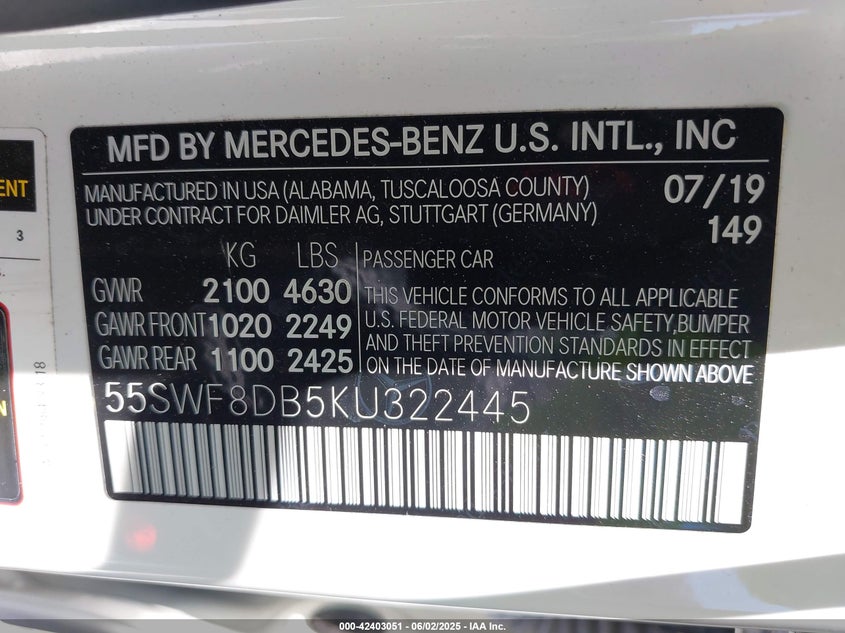 MFD BY MERCEDES-BENZ U.S. INTL., INC
MANUFACTURED IN USA (ALABAMA, TUSCALOOSA COUNTY) 07/19
UNDER CONTRACT FOR DAIMLER AG, STUTTGART (GERMANY) 149
KG LBS PASSENGER CAR
GVWR 2100 4630
GAWR FRONT 1020 2249
GAWR REAR 1100 2425
THIS VEHICLE CONFORMS TO ALL APPLICABLE
U.S. FEDERAL MOTOR VEHICLE SAFETY, BUMPER
AND THEFT PREVENTION STANDARDS IN EFFECT
ON THE DATE OF MANUFACTURE SHOWN ABOVE
55SWF8DB5KU322445
ENT
3
N
000-42403051 - 06/02/2025 - IAA Inc.